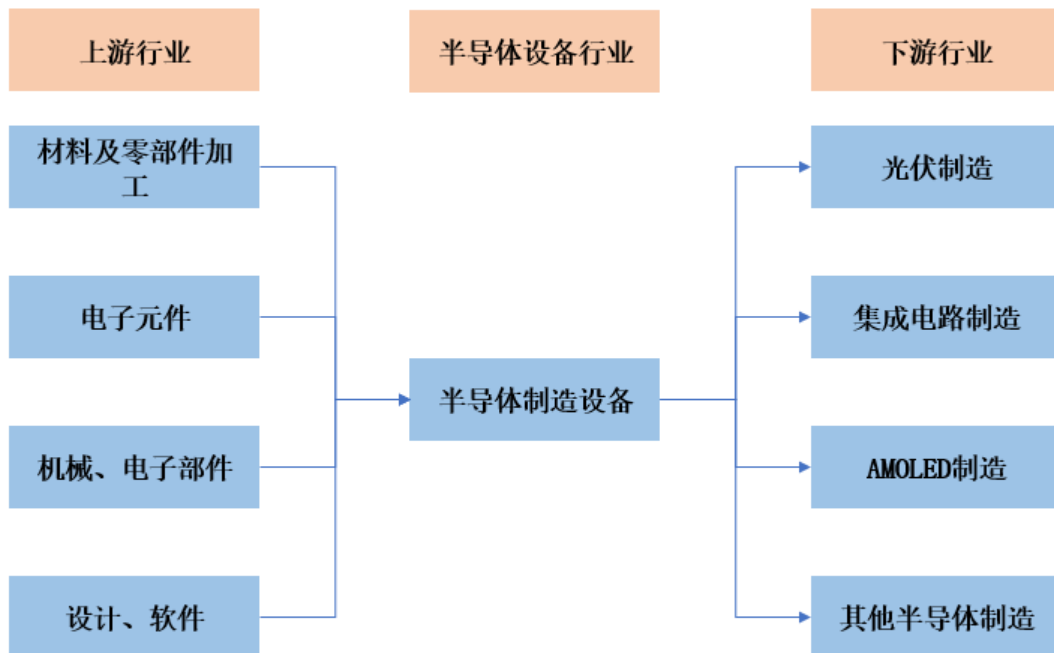 上游行业
半导体设备行业
下游行业
材料及零部件加
工
光伏制造
电子元件
集成电路制造
半导体制造设备
机械、电子部件
AMOLED制造
设计、软件
其他半导体制造